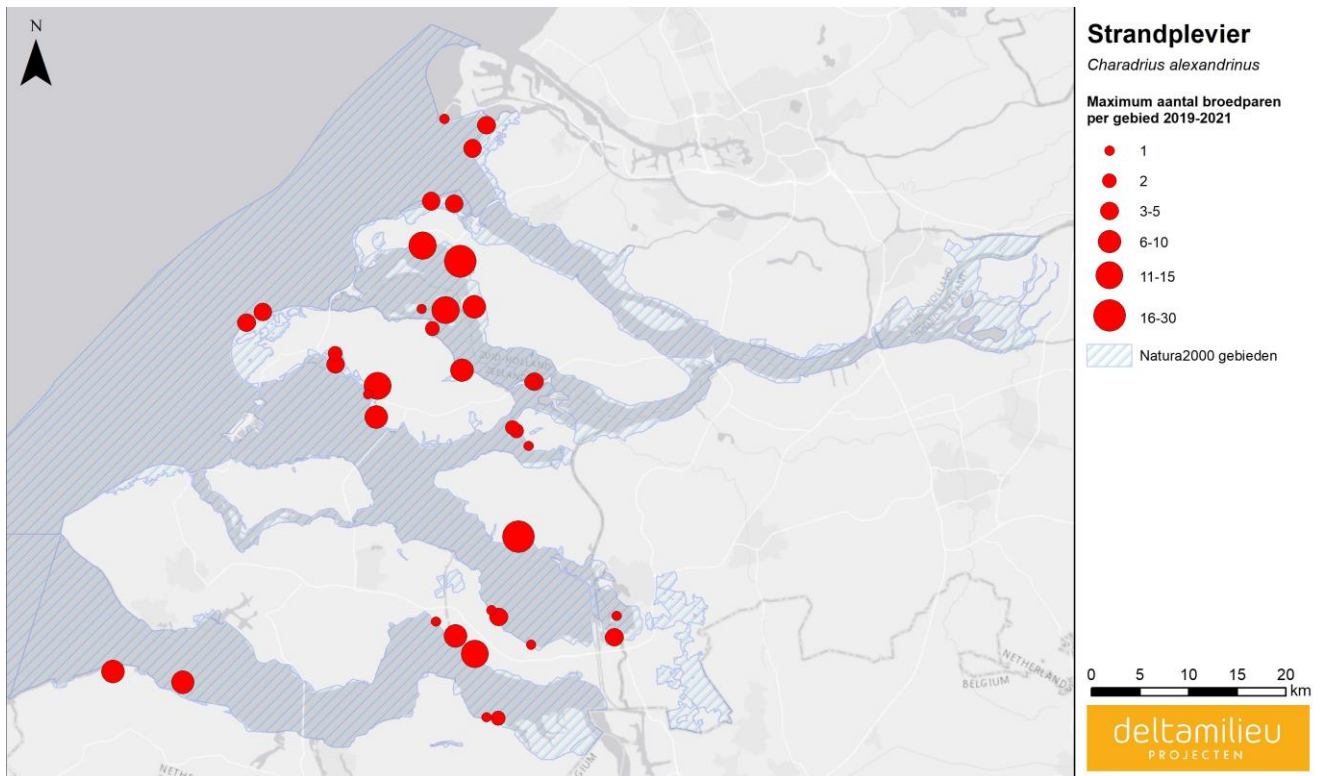 N
Strandplevier
Charadrius alexandrinus
Maximum aantal broedparen
per gebied 2019-2021
1
2
3-5
6-10
11-15
16-30
Natura2000 gebieden
ZUID-HOLLAND
ZEELAND
NETHERLANDS
BELGIUM
0 5 10 15 20
km
deltamilieu
PROJECTEN